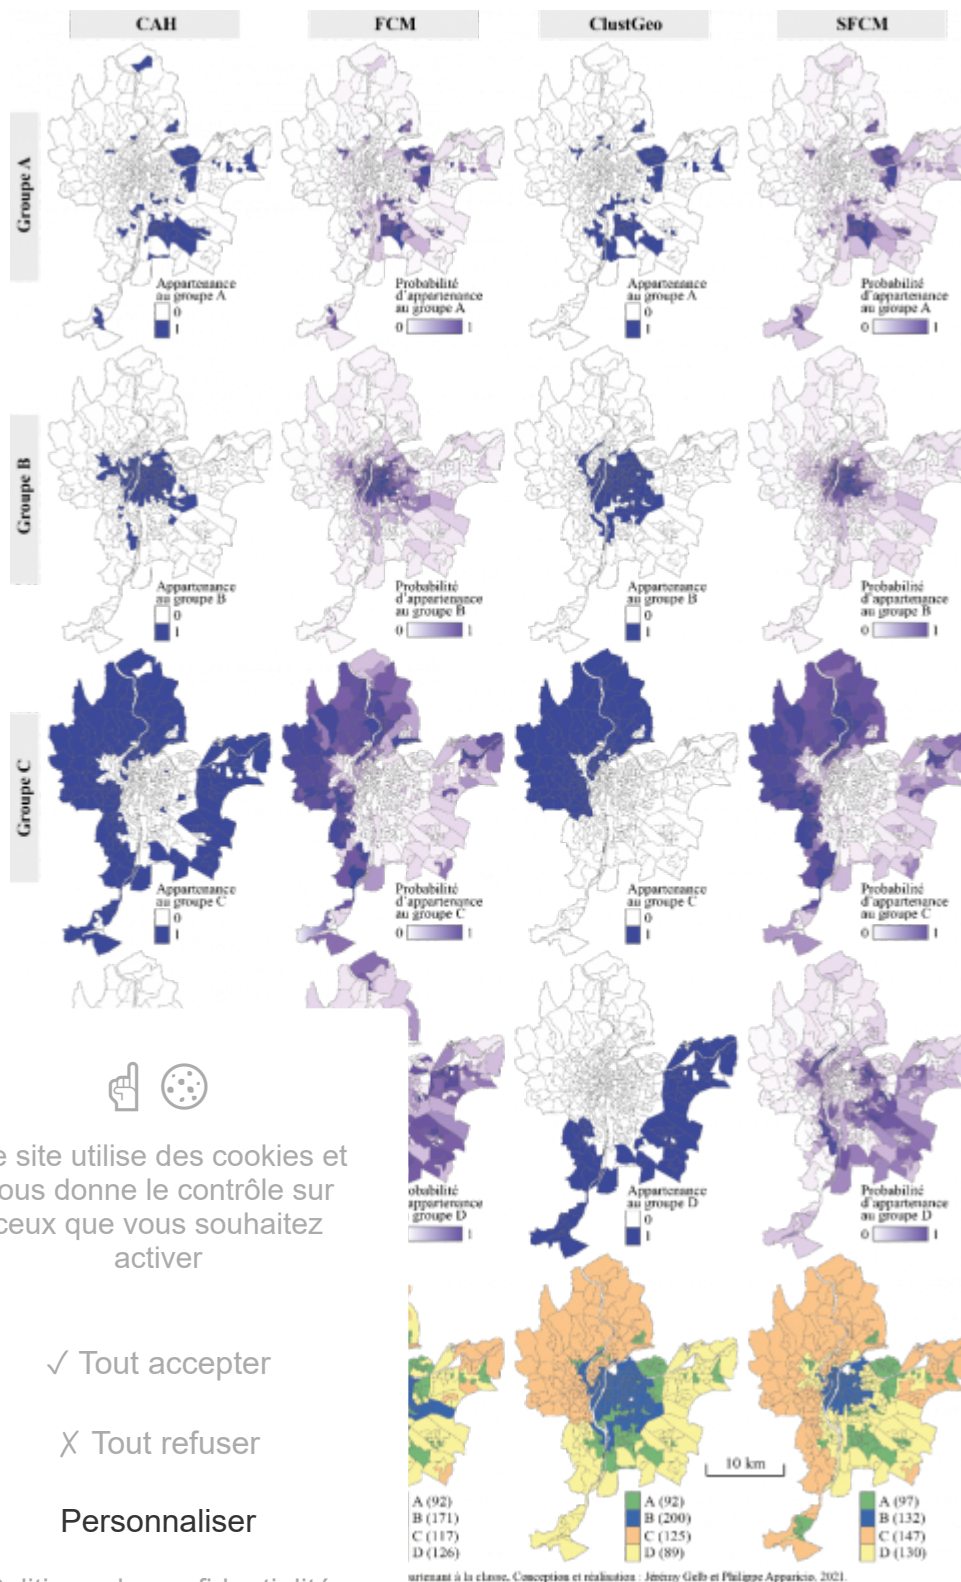 CAH FCM ClustGeo SFCM
Groupe A
Appartenance
au groupe A
0
1
Probabilité
d'appartenance
au groupe A
0 1
Appartenance
au groupe A
0
1
Probabilité
d'appartenance
au groupe A
0 1
Groupe B
Appartenance
au groupe B
0
1
Probabilité
d'appartenance
au groupe B
0 1
Appartenance
au groupe B
0
1
Probabilité
d'appartenance
au groupe B
0 1
Groupe C
Appartenance
au groupe C
0
1
Probabilité
d'appartenance
au groupe C
0 1
Appartenance
au groupe C
0
1
Probabilité
d'appartenance
au groupe C
0 1
obabilité
appartenance
groupe D
1
Appartenance
au groupe D
0
1
Probabilité
d'appartenance
au groupe D
0 1
e site utilise des cookies et
ous donne le contrôle sur
ceux que vous souhaitez
activer
✓ Tout accepter
✗ Tout refuser
Personnaliser
10 km
A (92)
B (171)
C (117)
D (126)
A (92)
B (200)
C (125)
D (89)
A (97)
B (132)
C (147)
D (130)
artenant à la classe. Conception et réalisation : Jérémy Gelb et Philippe Apparicio, 2021.